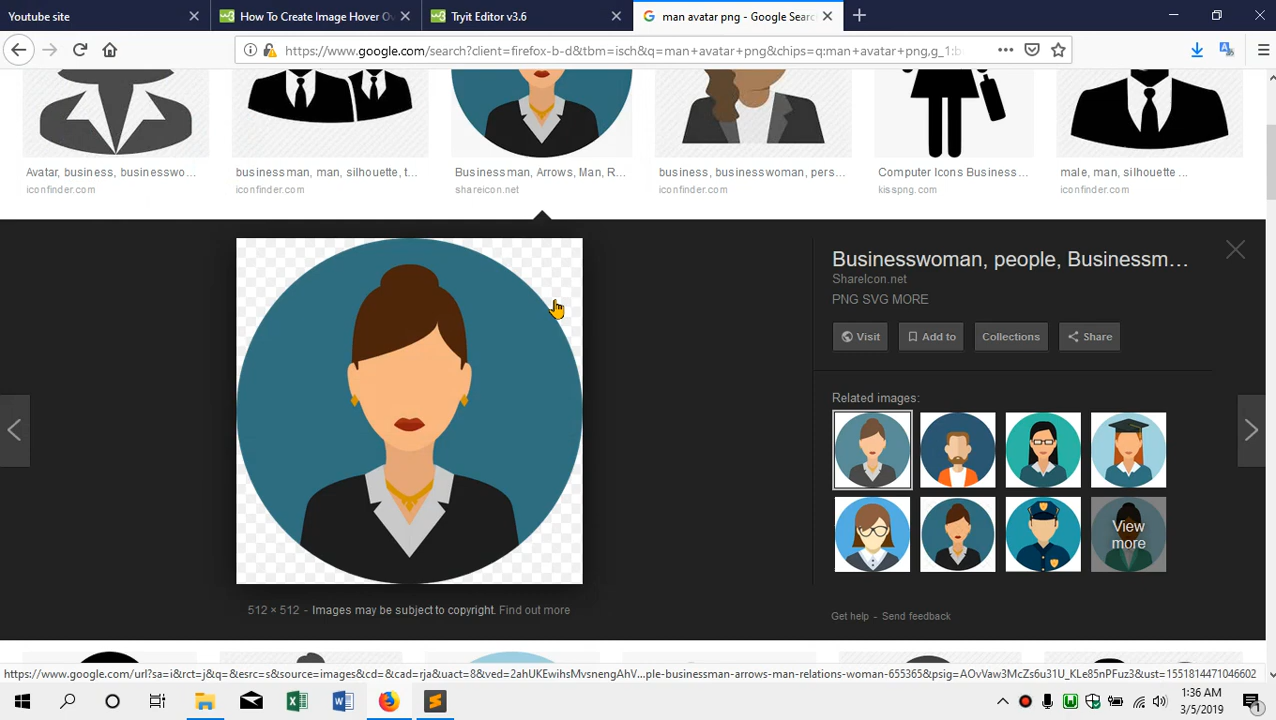 Youtube site
How To Create Image Hover Ov
Tryit Editor v3.6
man avatar png - Google Searc
https://www.google.com/search?client=firefox-b-d&tbm=isch&q=man+avatar+png&chips=q:man+avatar+png,g_1:b
Avatar, business, businesswo...
iconfinder.com
businessman, man, silhouette, t...
iconfinder.com
Businessman, Arrows, Man, R...
shareicon.net
business, businesswoman, pers...
iconfinder.com
Computer Icons Business...
kisspng.com
male, man, silhouette ...
iconfinder.com
Businesswoman, people, Businessm...
ShareIcon.net
PNG SVG MORE
Visit
Add to
Collections
Share
Related images:
View
more
512 × 512 - Images may be subject to copyright. Find out more
Get help - Send feedback
https://www.google.com/url?sa=i&rct=j&q=&esrc=s&source=images&cd=&cad=rja&uact=8&ved=2ahUKEwihsMvsnengAhV...ple-businessman-arrows-man-relations-woman-655365&psig=AOvVaw3McZs6u31U_KLe85nPFuz3&ust=1551814471046602
1:36 AM
3/5/2019